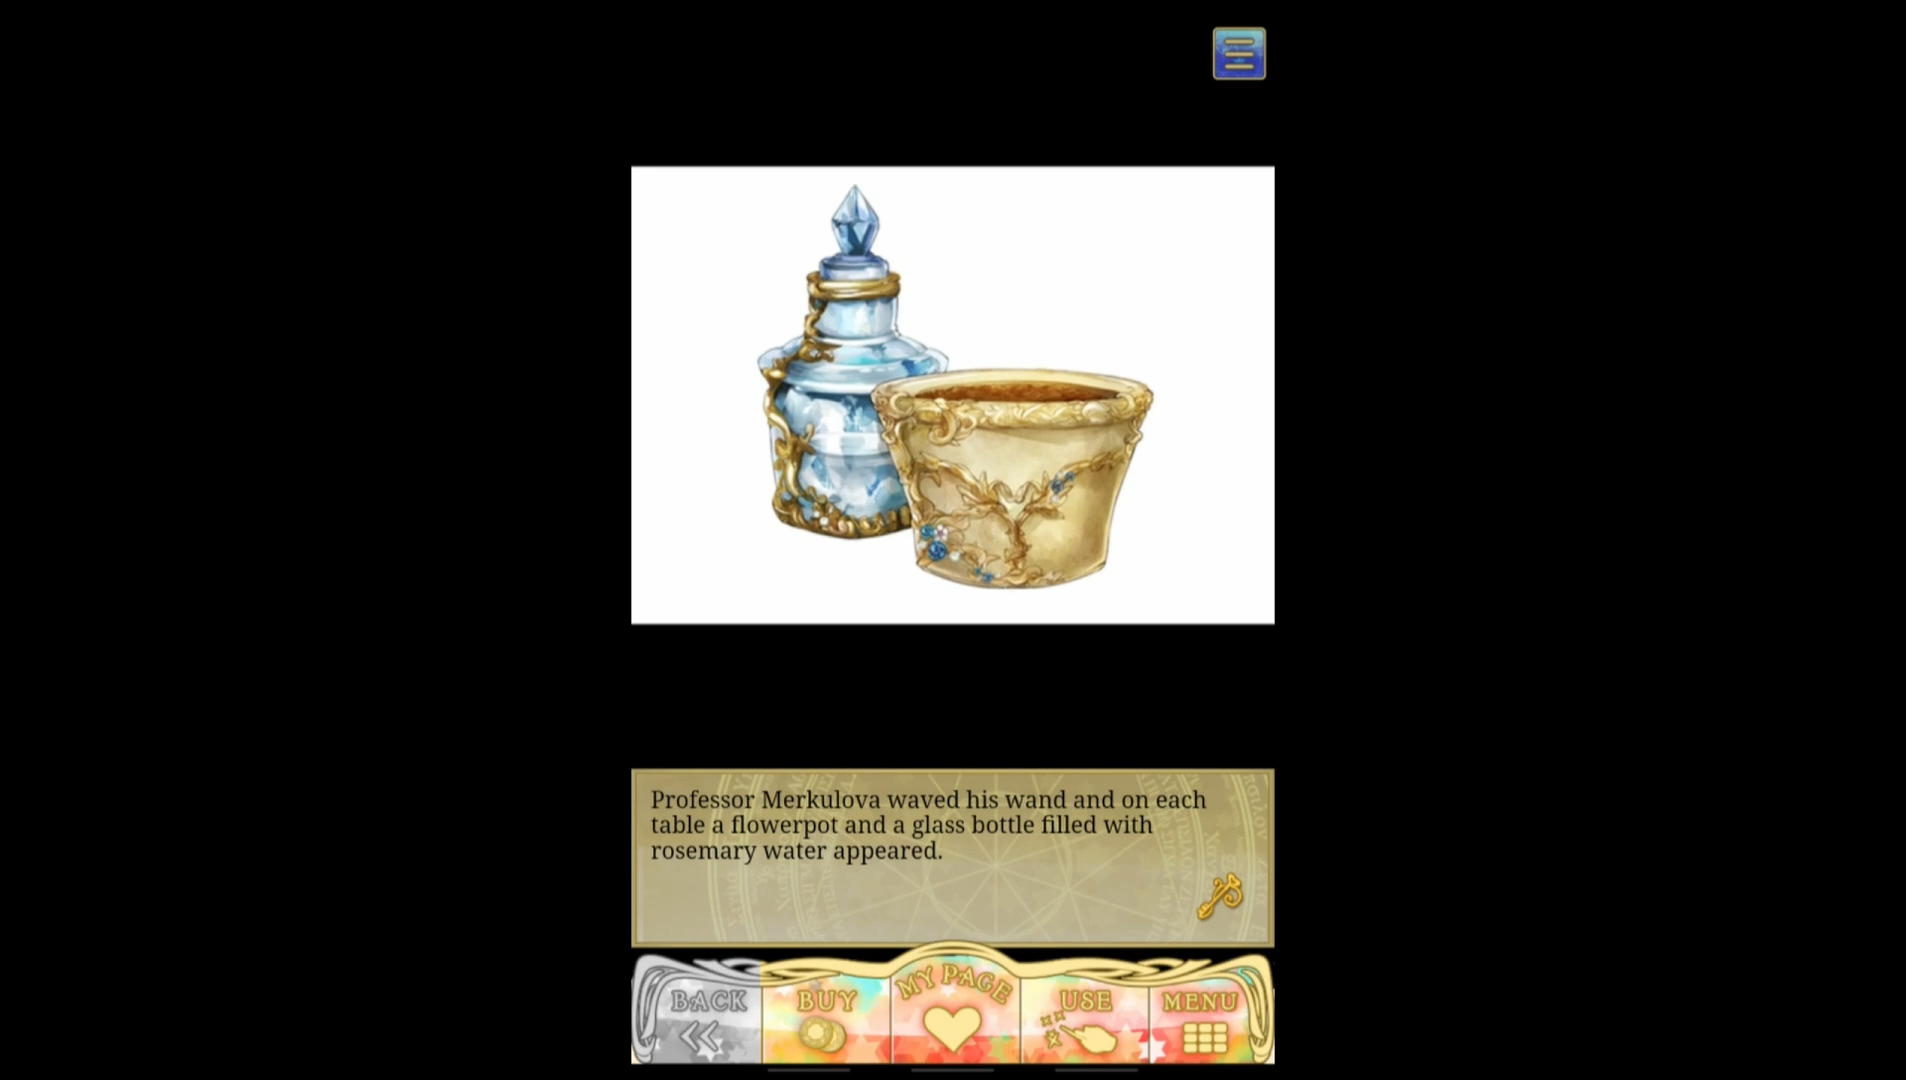 Professor Merkulova waved his wand and on each
table a flowerpot and a glass bottle filled with
rosemary water appeared.
BACK
BUY
MY PAGE
USE
MENU